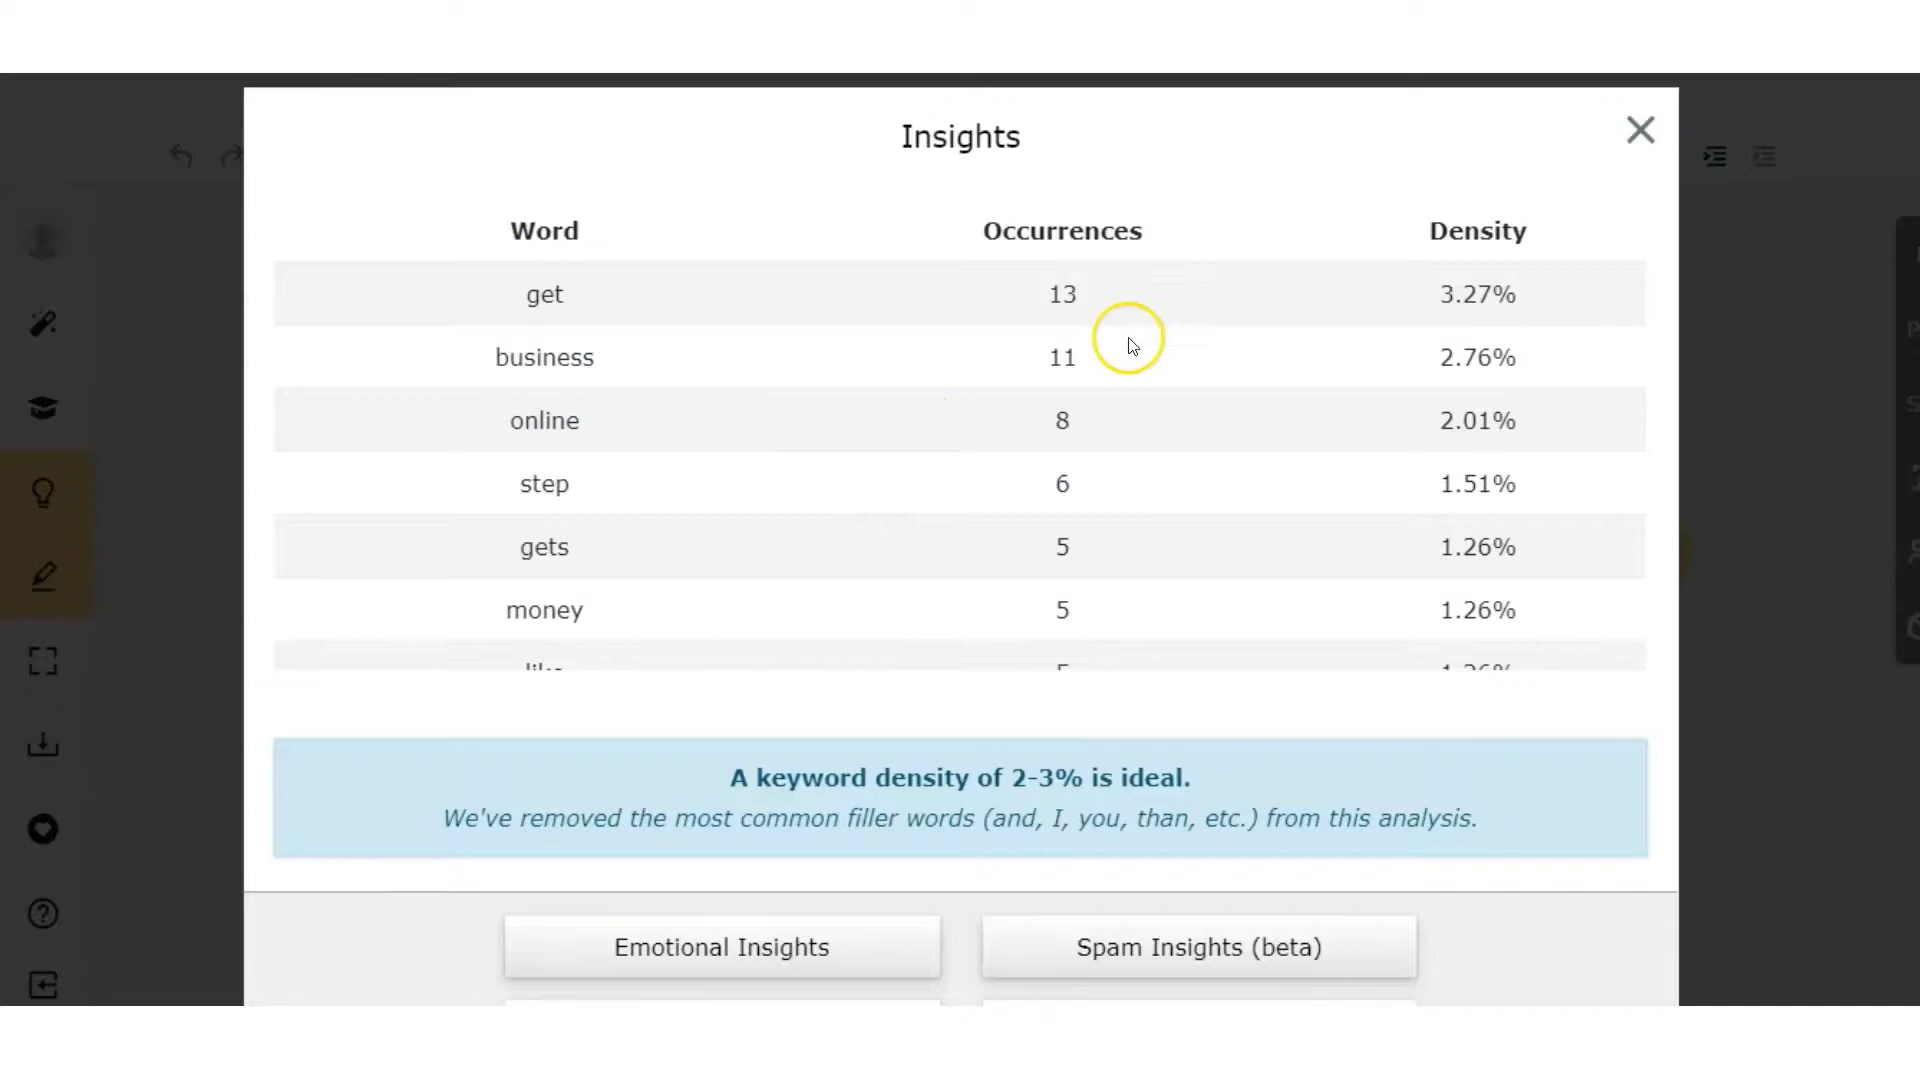 Insights
Word Occurrences Density
get 13 3.27%
business 11 2.76%
online 8 2.01%
step 6 1.51%
gets 5 1.26%
money 5 1.26%
A keyword density of 2-3% is ideal.
We've removed the most common filler words (and, I, you, than, etc.) from this analysis.
Emotional Insights Spam Insights (beta)